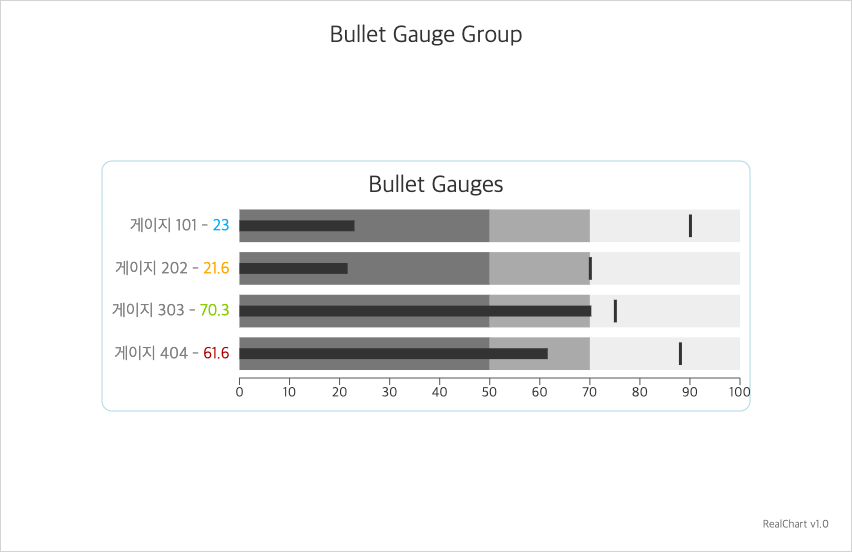 Bullet Gauge Group
Bullet Gauges
게이지 101 – 23
게이지 202 – 21.6
게이지 303 – 70.3
게이지 404 – 61.6
0 10 20 30 40 50 60 70 80 90 100
RealChart v1.0